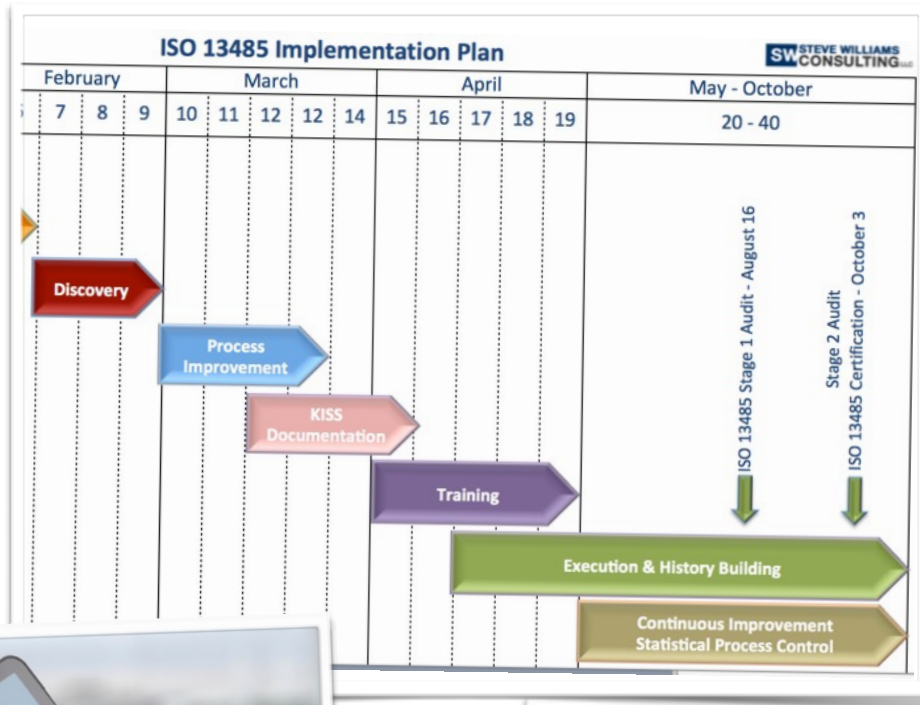 ISO 13485 Implementation Plan
SW STEVE WILLIAMS
CONSULTING LLC
February March April May - October
7 8 9 10 11 12 12 14 15 16 17 18 19 20 - 40
Discovery
Process
Improvement
KISS
Documentation
Training
ISO 13485 Stage 1 Audit - August 16
Stage 2 Audit
ISO 13485 Certification - October 3
Execution & History Building
Continuous Improvement
Statistical Process Control